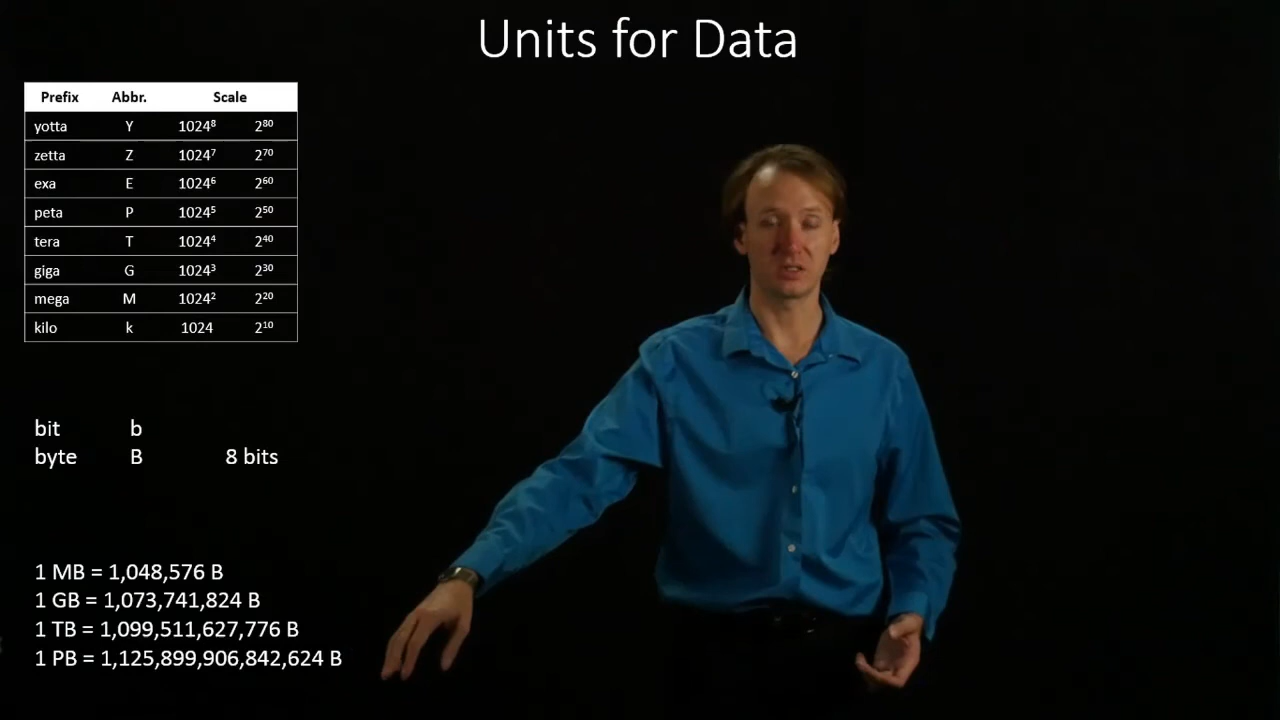 Units for Data
Prefix Abbr. Scale
yotta Y 1024⁸ 2⁸⁰
zetta Z 1024⁷ 2⁷⁰
exa E 1024⁶ 2⁶⁰
peta P 1024⁵ 2⁵⁰
tera T 1024⁴ 2⁴⁰
giga G 1024³ 2³⁰
mega M 1024² 2²⁰
kilo k 1024 2¹⁰
bit b
byte B 8 bits
1 MB = 1,048,576 B
1 GB = 1,073,741,824 B
1 TB = 1,099,511,627,776 B
1 PB = 1,125,899,906,842,624 B